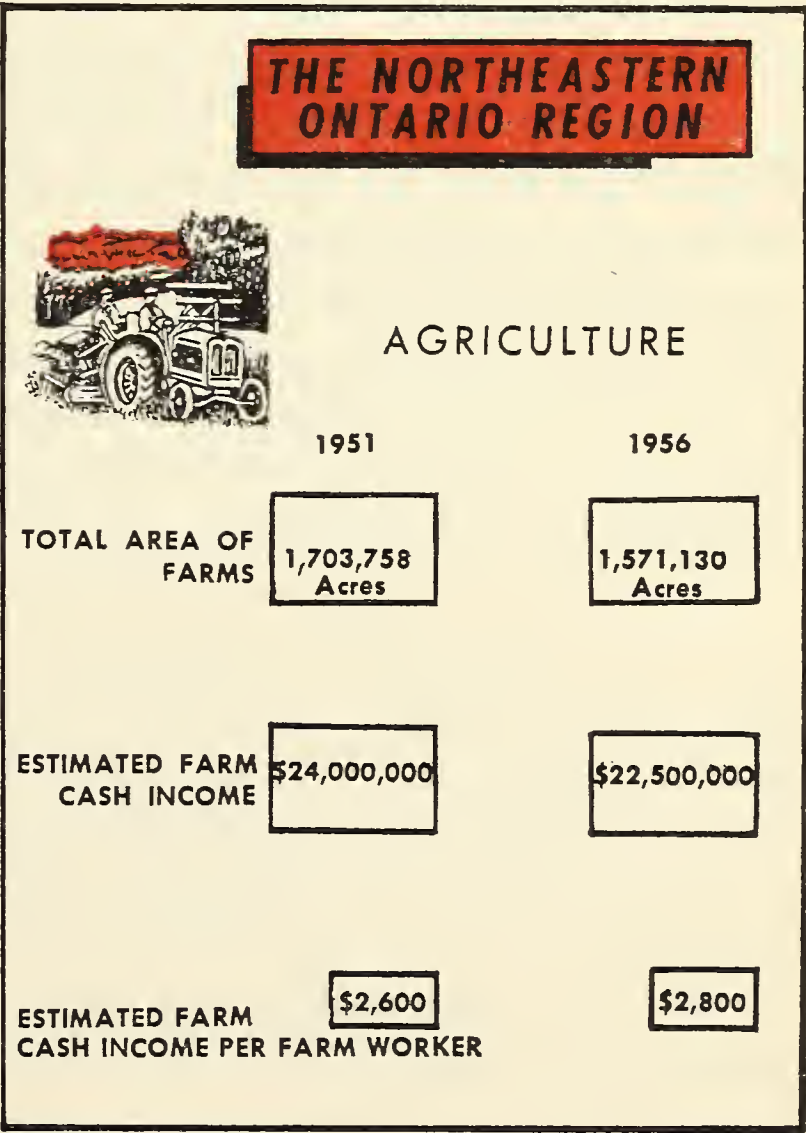 THE NORTHEASTERN
ONTARIO REGION
AGRICULTURE
1951 1956
TOTAL AREA OF
FARMS
1,703,758
Acres
1,571,130
Acres
ESTIMATED FARM
CASH INCOME
$24,000,000
$22,500,000
ESTIMATED FARM
CASH INCOME PER FARM WORKER
$2,600
$2,800